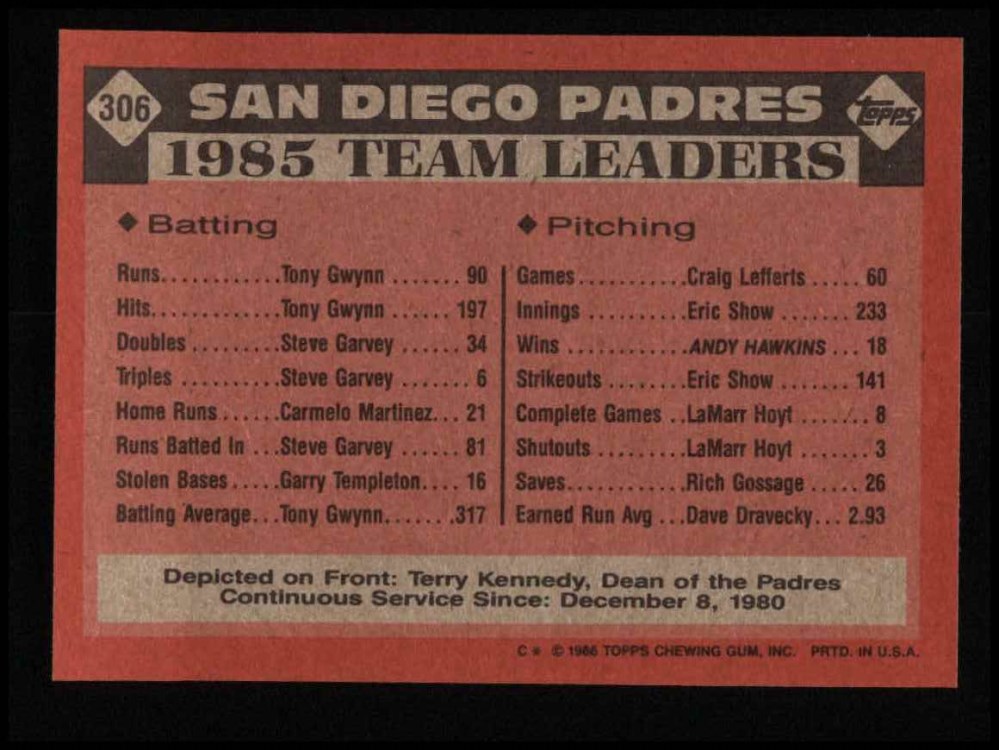 306 SAN DIEGO PADRES Topps
1985 TEAM LEADERS
◆ Batting
Runs.............Tony Gwynn ....... 90
Hits..............Tony Gwynn ...... 197
Doubles .........Steve Garvey ...... 34
Triples ..........Steve Garvey ....... 6
Home Runs ......Carmelo Martinez... 21
Runs Batted In ...Steve Garvey ...... 81
Stolen Bases .....Garry Templeton.... 16
Batting Average...Tony Gwynn.......317
◆ Pitching
Games...........Craig Lefferts ..... 60
Innings ..........Eric Show ....... 233
Wins ............ANDY HAWKINS ... 18
Strikeouts ........Eric Show ....... 141
Complete Games ..LaMarr Hoyt ....... 8
Shutouts .........LaMarr Hoyt ....... 3
Saves............Rich Gossage ..... 26
Earned Run Avg ...Dave Dravecky... 2.93
Depicted on Front: Terry Kennedy, Dean of the Padres
Continuous Service Since: December 8, 1980
C * © 1986 TOPPS CHEWING GUM, INC. PRTD. IN U.S.A.